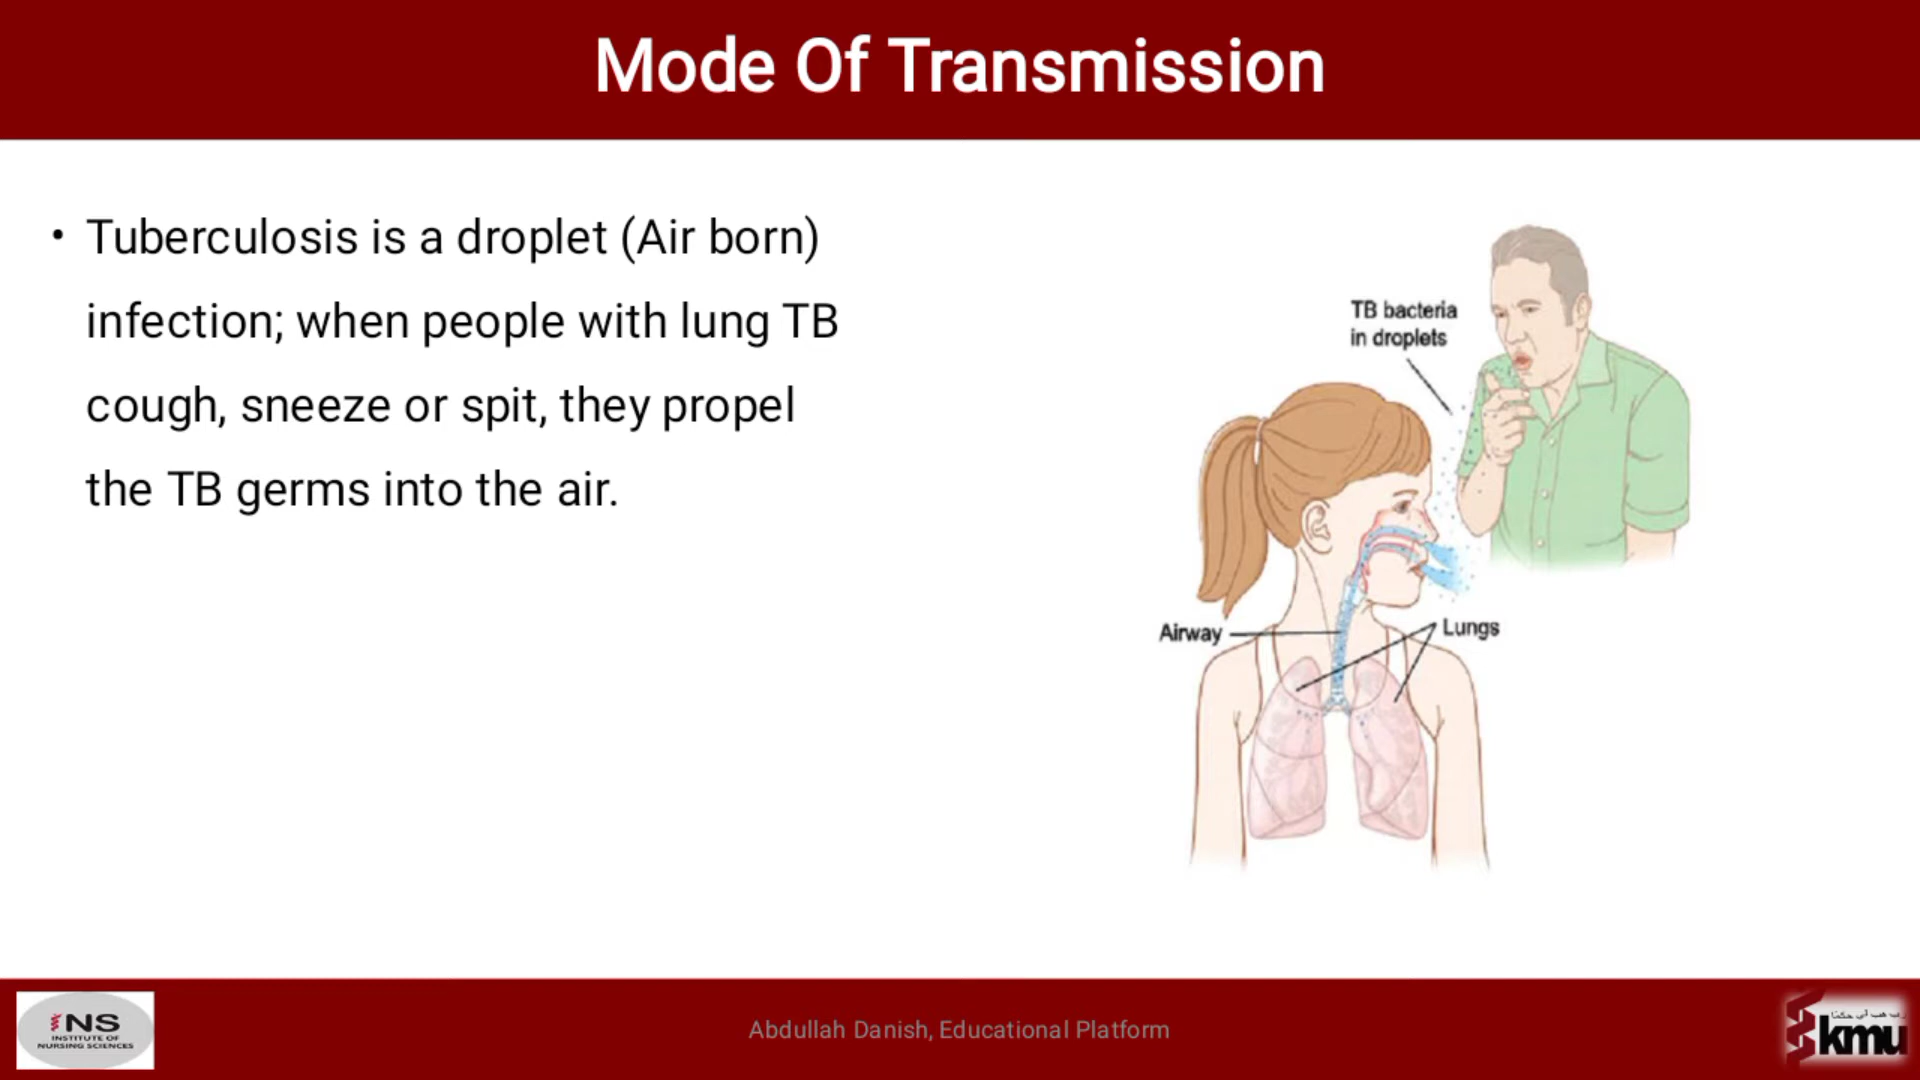 Mode Of Transmission
• Tuberculosis is a droplet (Air born)
infection; when people with lung TB
cough, sneeze or spit, they propel
the TB germs into the air.
TB bacteria
in droplets
Airway
Lungs
INS
INSTITUTE OF
NURSING SCIENCES
Abdullah Danish, Educational Platform
kmu